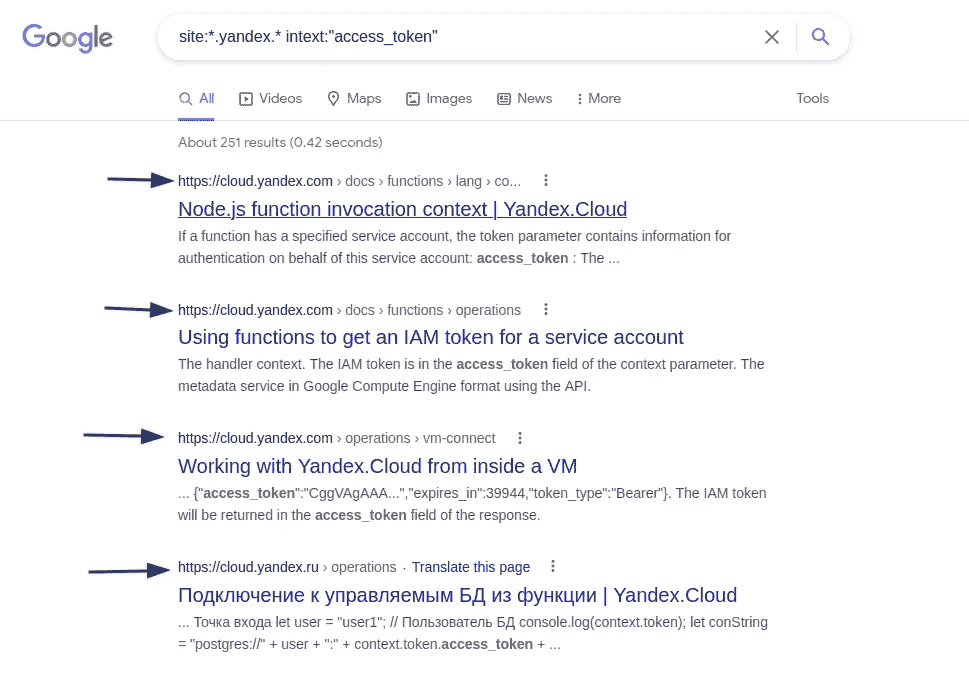 Google
site:*.yandex.* intext:"access_token"
All Videos Maps Images News More Tools
About 251 results (0.42 seconds)
https://cloud.yandex.com › docs › functions › lang › co...
Node.js function invocation context | Yandex.Cloud
If a function has a specified service account, the token parameter contains information for
authentication on behalf of this service account: access_token : The ...
https://cloud.yandex.com › docs › functions › operations
Using functions to get an IAM token for a service account
The handler context. The IAM token is in the access_token field of the context parameter. The
metadata service in Google Compute Engine format using the API.
https://cloud.yandex.com › operations › vm-connect
Working with Yandex.Cloud from inside a VM
... {"access_token":"CggVAgAAA...","expires_in":39944,"token_type":"Bearer"}. The IAM token
will be returned in the access_token field of the response.
https://cloud.yandex.ru › operations · Translate this page
Подключение к управляемым БД из функции | Yandex.Cloud
... Точка входа let user = "user1"; // Пользователь БД console.log(context.token); let conString
= "postgres://" + user + ":" + context.token.access_token + ...